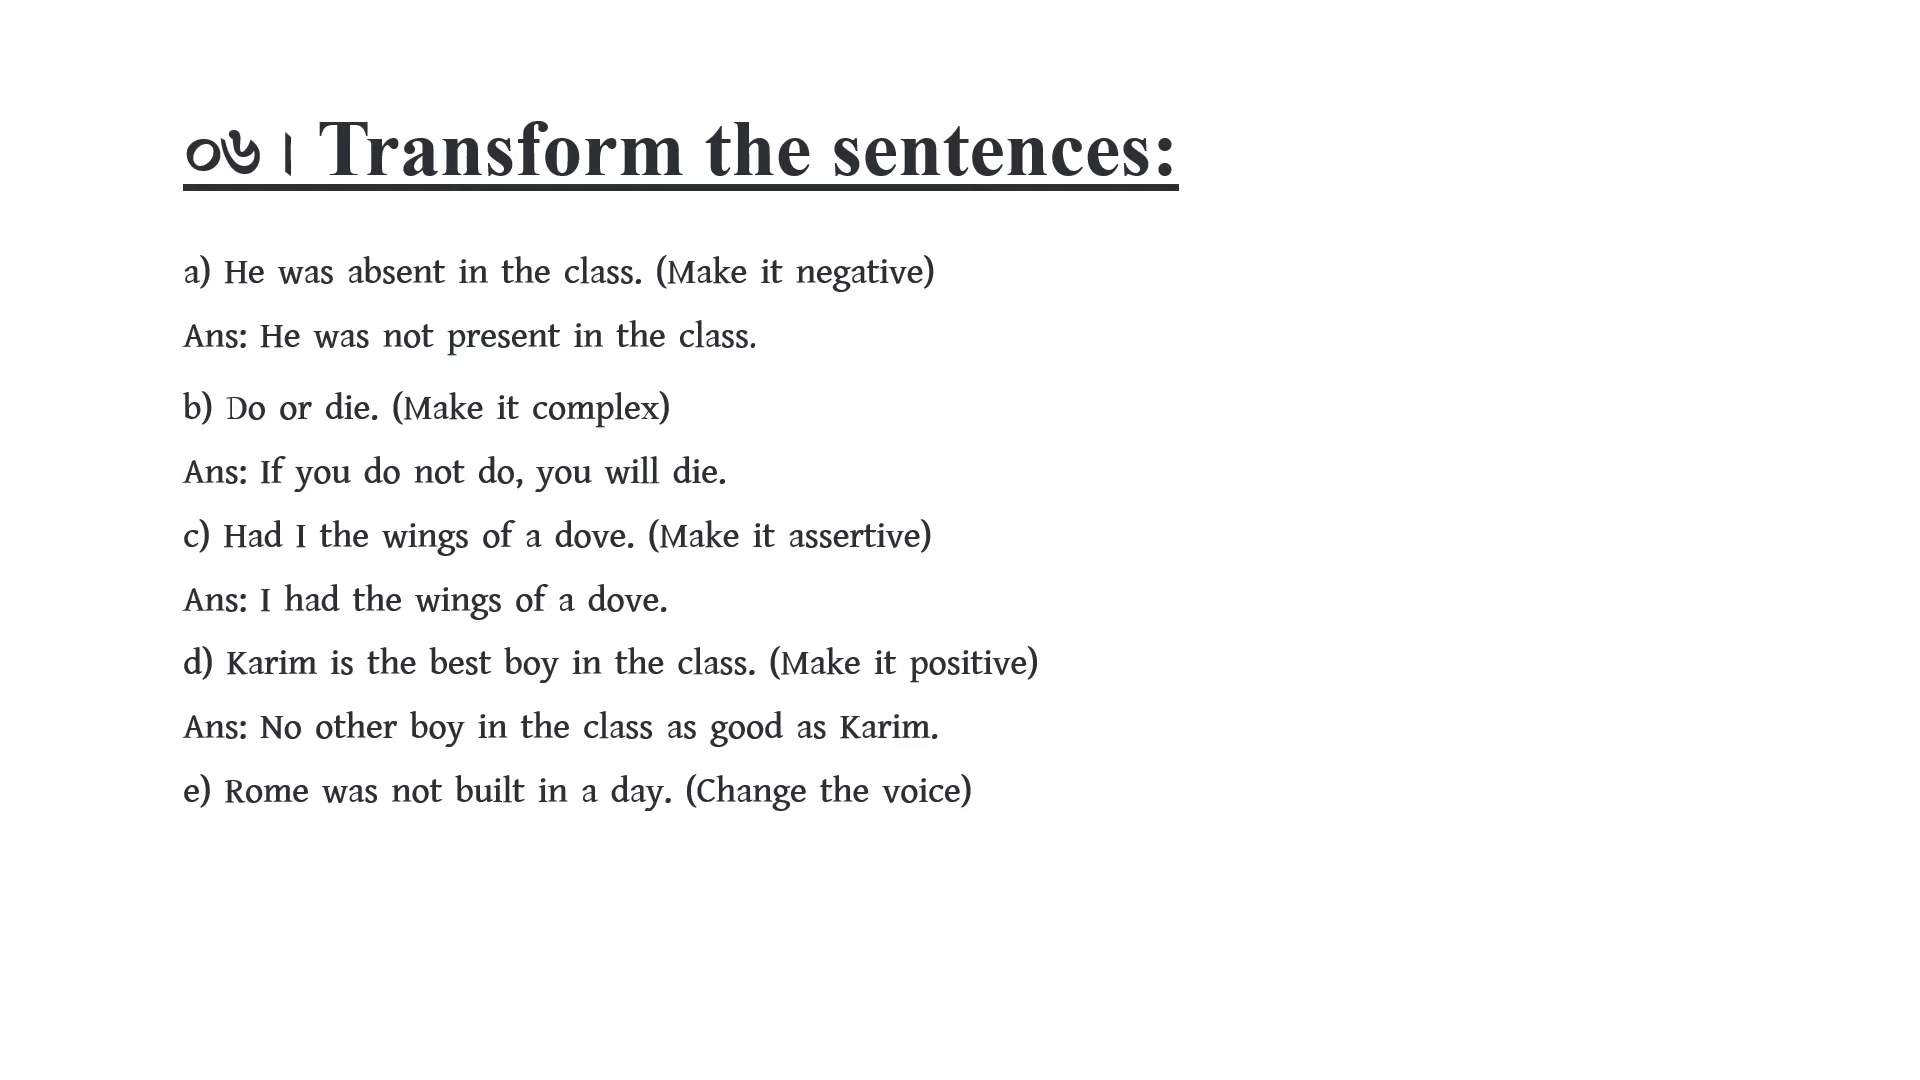 ০৬। Transform the sentences:
a) He was absent in the class. (Make it negative)
Ans: He was not present in the class.
b) Do or die. (Make it complex)
Ans: If you do not do, you will die.
c) Had I the wings of a dove. (Make it assertive)
Ans: I had the wings of a dove.
d) Karim is the best boy in the class. (Make it positive)
Ans: No other boy in the class as good as Karim.
e) Rome was not built in a day. (Change the voice)